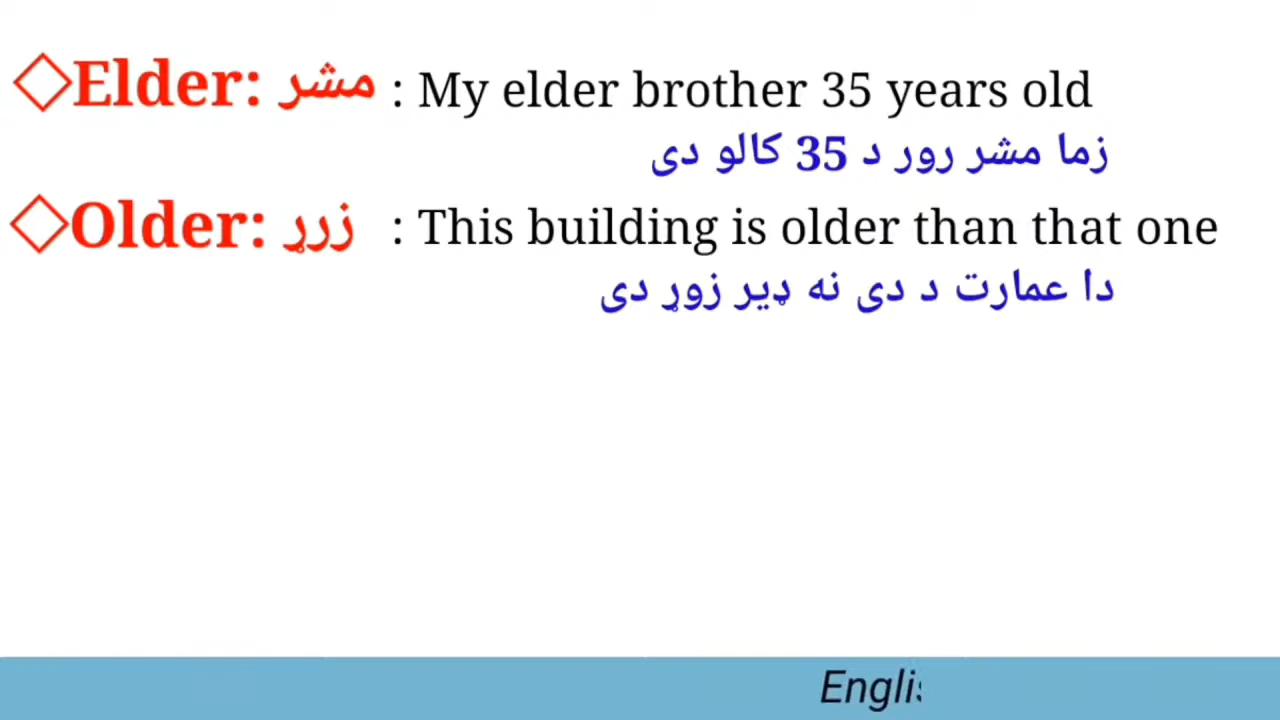 ◇Elder: مشر : My elder brother 35 years old
زما مشر رور د 35 کالو دی
◇Older: زرړ : This building is older than that one
دا عمارت د دی نه ډیر زوړ دی
Engli